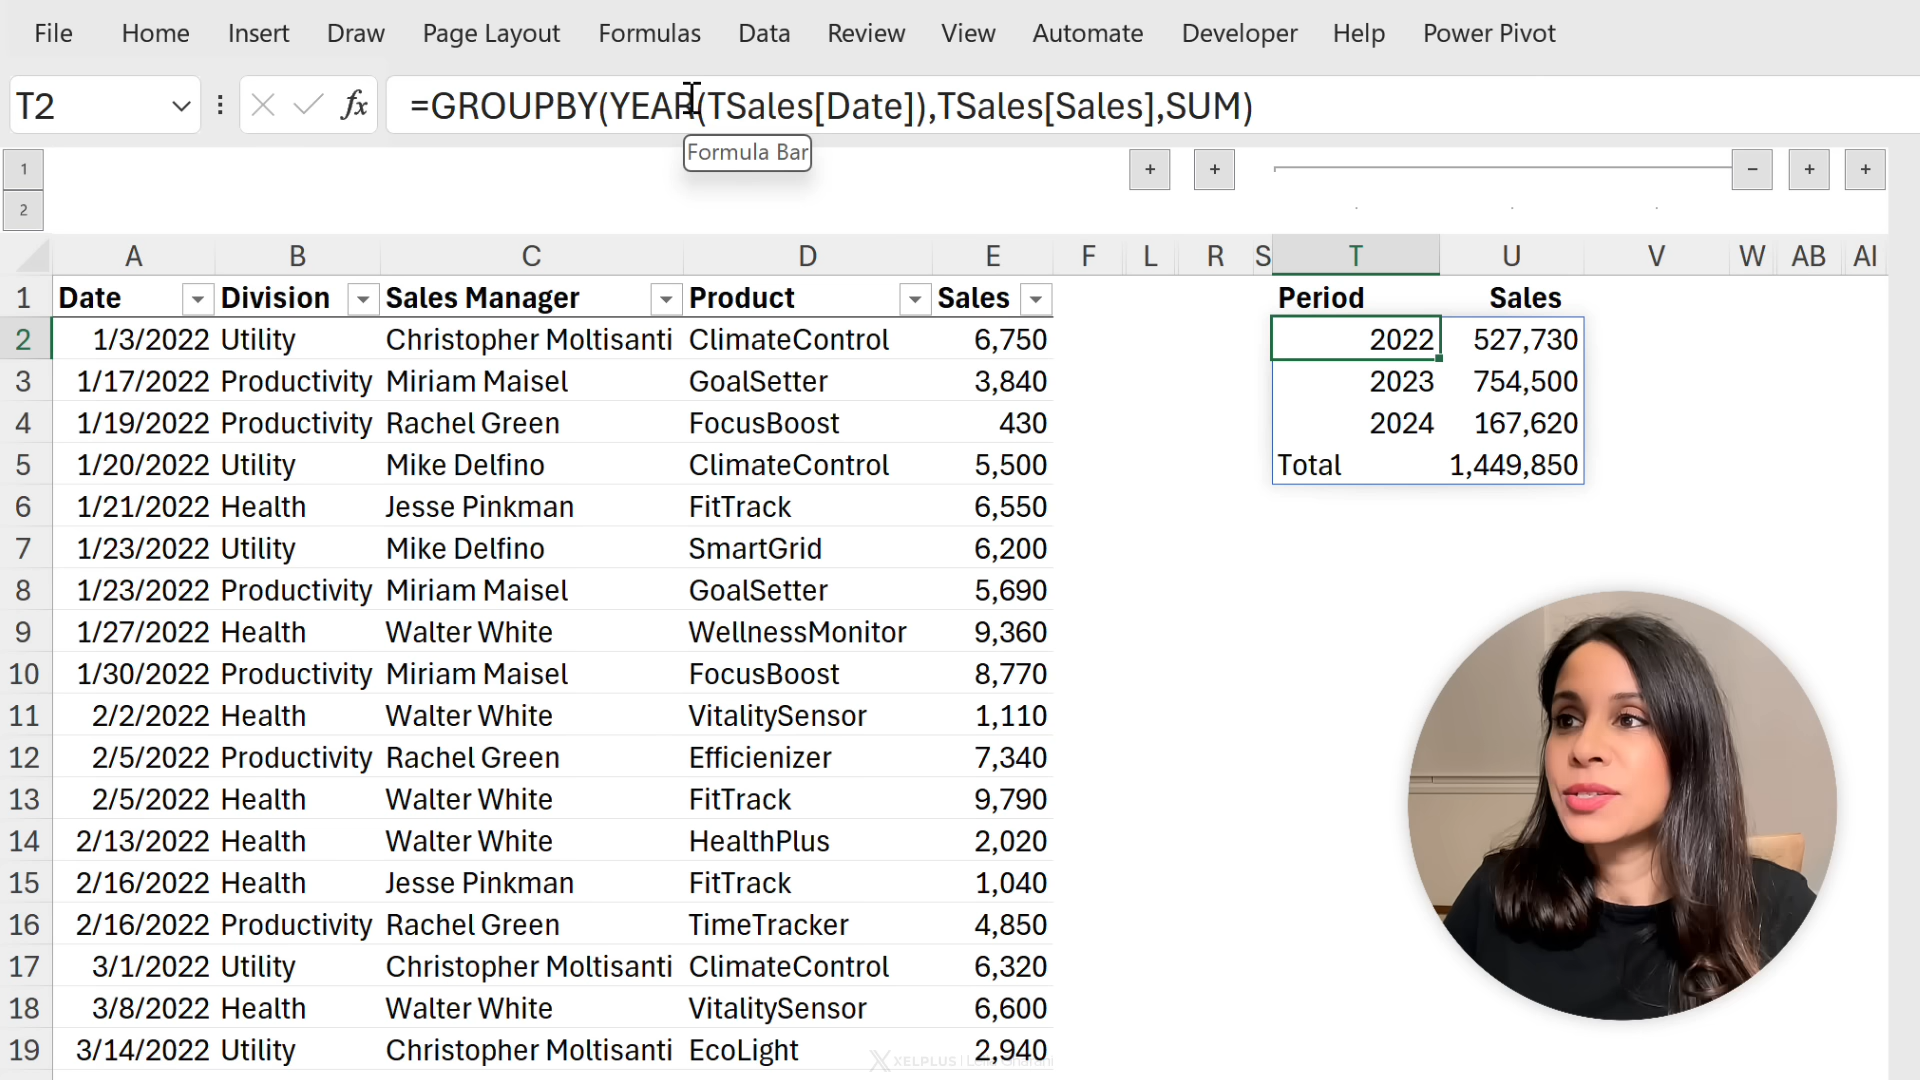 File Home Insert Draw Page Layout Formulas Data Review View Automate Developer Help Power Pivot
T2 fx =GROUPBY(YEAR(TSales[Date]),TSales[Sales],SUM)
Formula Bar
1 + + - + +
2
A B C D E F L R S T U V W AB AI
1 Date Division Sales Manager Product Sales Period Sales
2 1/3/2022 Utility Christopher Moltisanti ClimateControl 6,750 2022 527,730
3 1/17/2022 Productivity Miriam Maisel GoalSetter 3,840 2023 754,500
4 1/19/2022 Productivity Rachel Green FocusBoost 430 2024 167,620
5 1/20/2022 Utility Mike Delfino ClimateControl 5,500 Total 1,449,850
6 1/21/2022 Health Jesse Pinkman FitTrack 6,550
7 1/23/2022 Utility Mike Delfino SmartGrid 6,200
8 1/23/2022 Productivity Miriam Maisel GoalSetter 5,690
9 1/27/2022 Health Walter White WellnessMonitor 9,360
10 1/30/2022 Productivity Miriam Maisel FocusBoost 8,770
11 2/2/2022 Health Walter White VitalitySensor 1,110
12 2/5/2022 Productivity Rachel Green Efficienizer 7,340
13 2/5/2022 Health Walter White FitTrack 9,790
14 2/13/2022 Health Walter White HealthPlus 2,020
15 2/16/2022 Health Jesse Pinkman FitTrack 1,040
16 2/16/2022 Productivity Rachel Green TimeTracker 4,850
17 3/1/2022 Utility Christopher Moltisanti ClimateControl 6,320
18 3/8/2022 Health Walter White VitalitySensor 6,600
19 3/14/2022 Utility Christopher Moltisanti EcoLight 2,940
XELPLUS